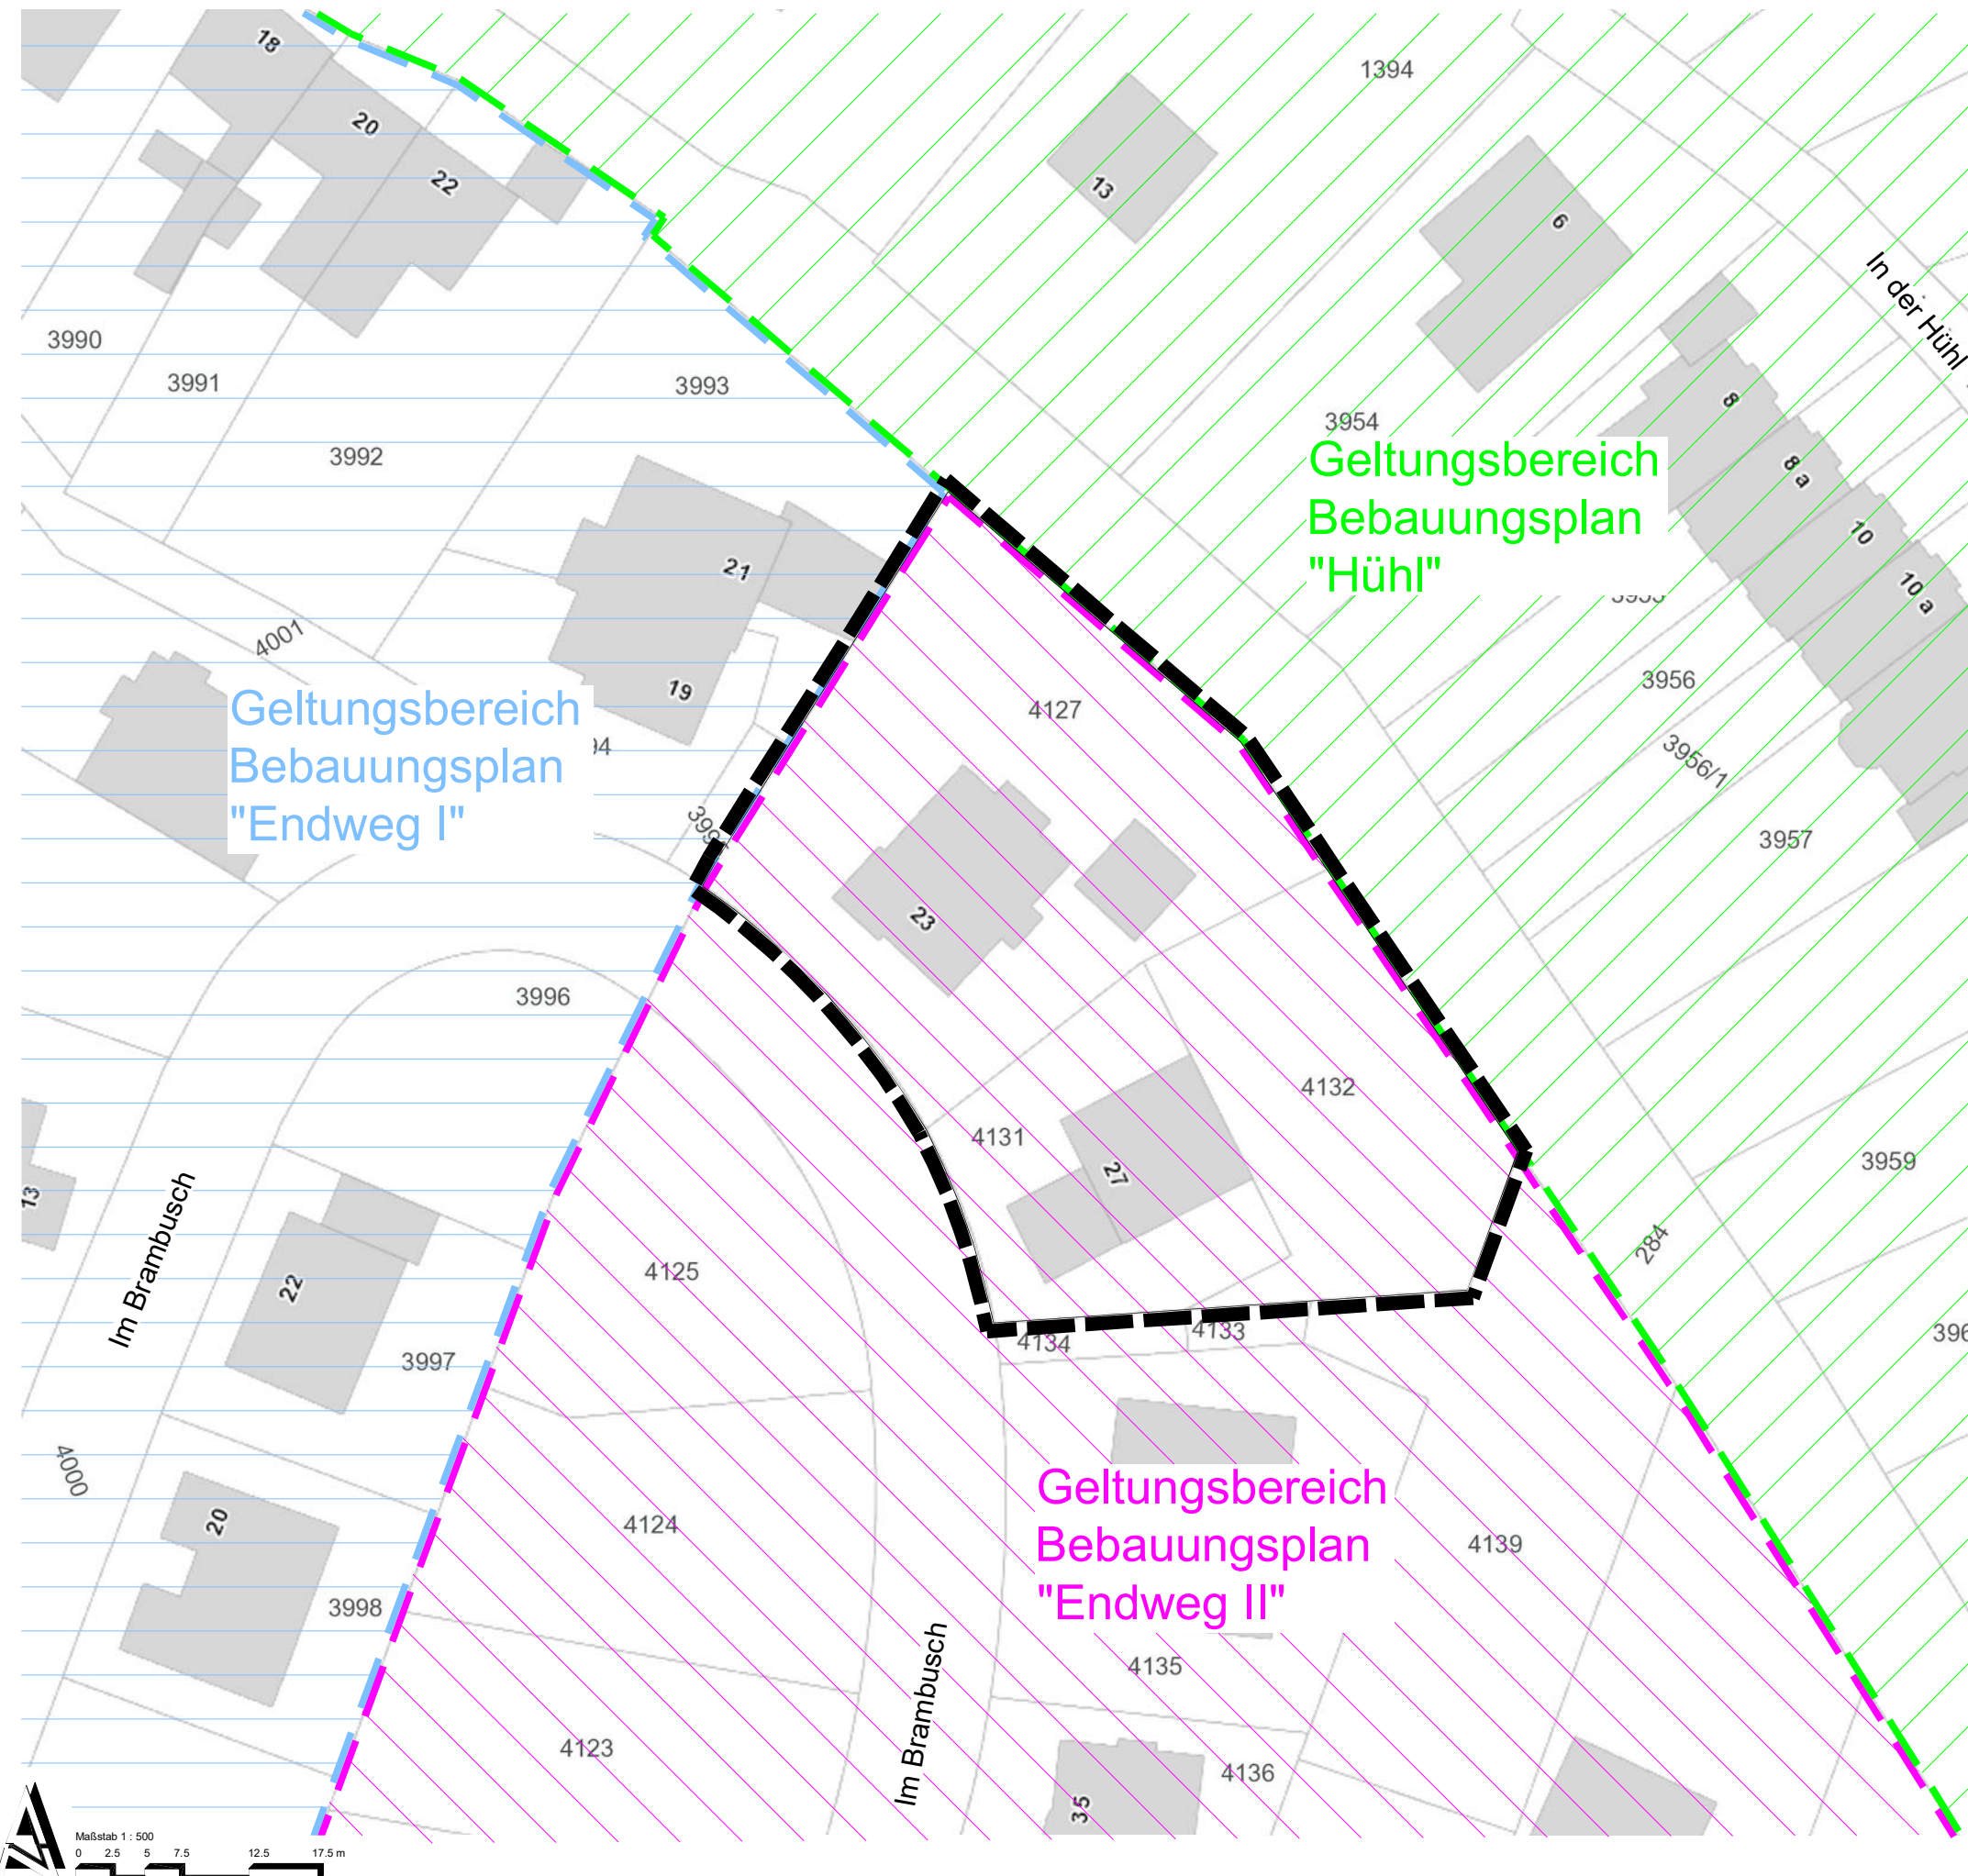 18
20
22
1394
13
6
In der Hühl
3990
3991
3992
3993
3954
8
8 a
10
10 a
Geltungsbereich
Bebauungsplan
"Hühl"
21
19
4001
Geltungsbereich
Bebauungsplan
"Endweg I"
4127
3956
3956/1
3957
23
3996
4132
4131
27
3959
284
13
Im Brambusch
22
4125
3997
4134
4133
4000
20
4124
Geltungsbereich
Bebauungsplan
"Endweg II"
4139
3998
4135
Im Brambusch
4123
4136
35
Maßstab 1 : 500
0 2.5 5 7.5 12.5 17.5 m